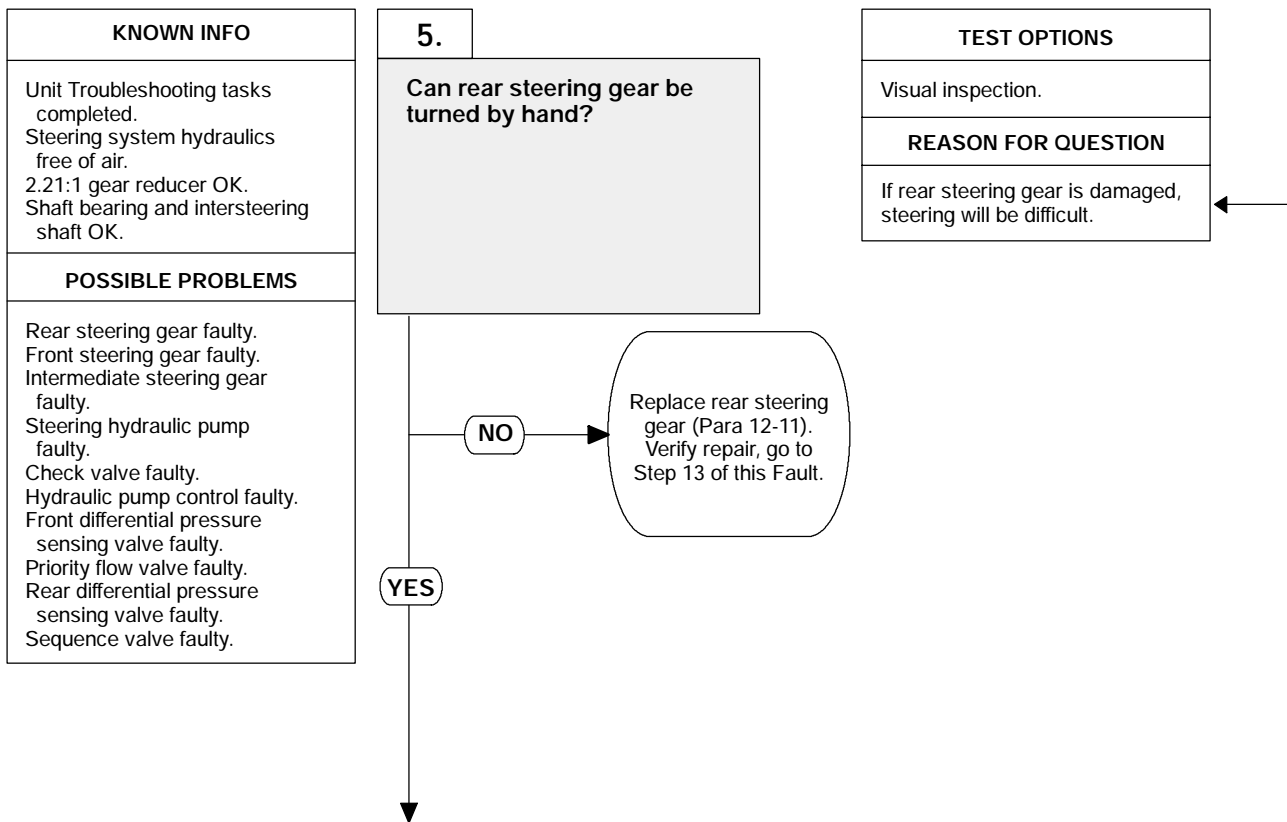 KNOWN INFO
Unit Troubleshooting tasks
completed.
Steering system hydraulics
free of air.
2.21:1 gear reducer OK.
Shaft bearing and intersteering
shaft OK.
POSSIBLE PROBLEMS
Rear steering gear faulty.
Front steering gear faulty.
Intermediate steering gear
faulty.
Steering hydraulic pump
faulty.
Check valve faulty.
Hydraulic pump control faulty.
Front differential pressure
sensing valve faulty.
Priority flow valve faulty.
Rear differential pressure
sensing valve faulty.
Sequence valve faulty.
5.
Can rear steering gear be
turned by hand?
NO
Replace rear steering
gear (Para 12-11).
Verify repair, go to
Step 13 of this Fault.
YES
TEST OPTIONS
Visual inspection.
REASON FOR QUESTION
If rear steering gear is damaged,
steering will be difficult.